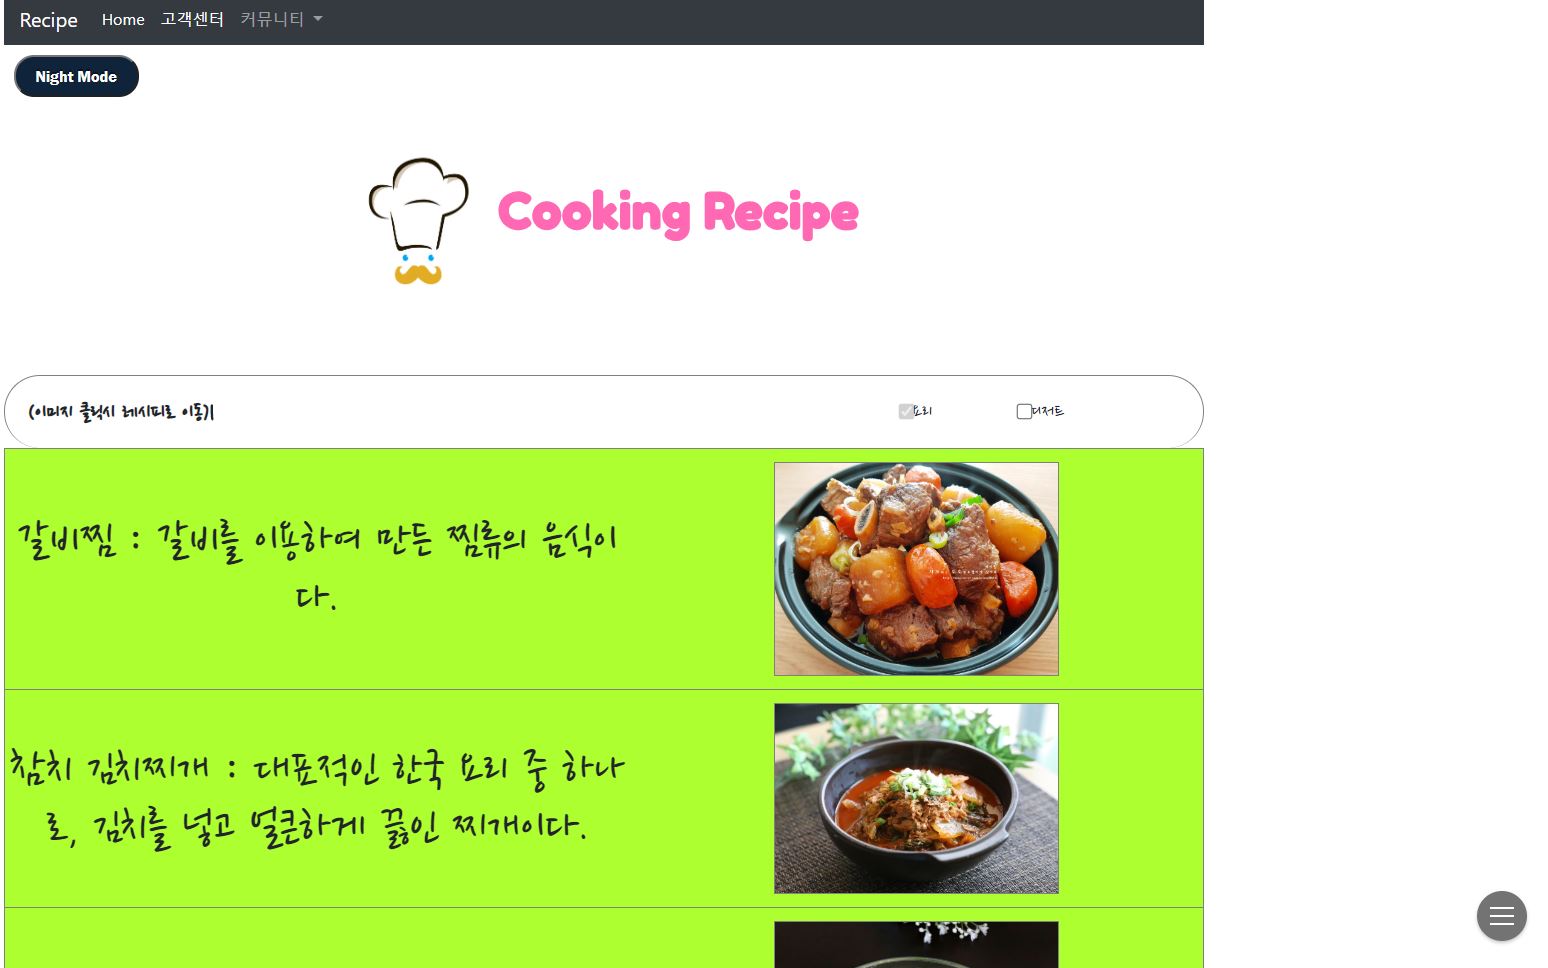 Recipe Home 고객센터 커뮤니티
Night Mode
Cooking Recipe
(이미지 클릭시 레시피로 이동) 요리 디저트
갈비찜 : 갈비를 이용하여 만든 찜류의 음식이
다.
참치 김치찌개 : 대표적인 한국 요리 중 하나
로, 김치를 넣고 얼큰하게 끓인 찌개이다.